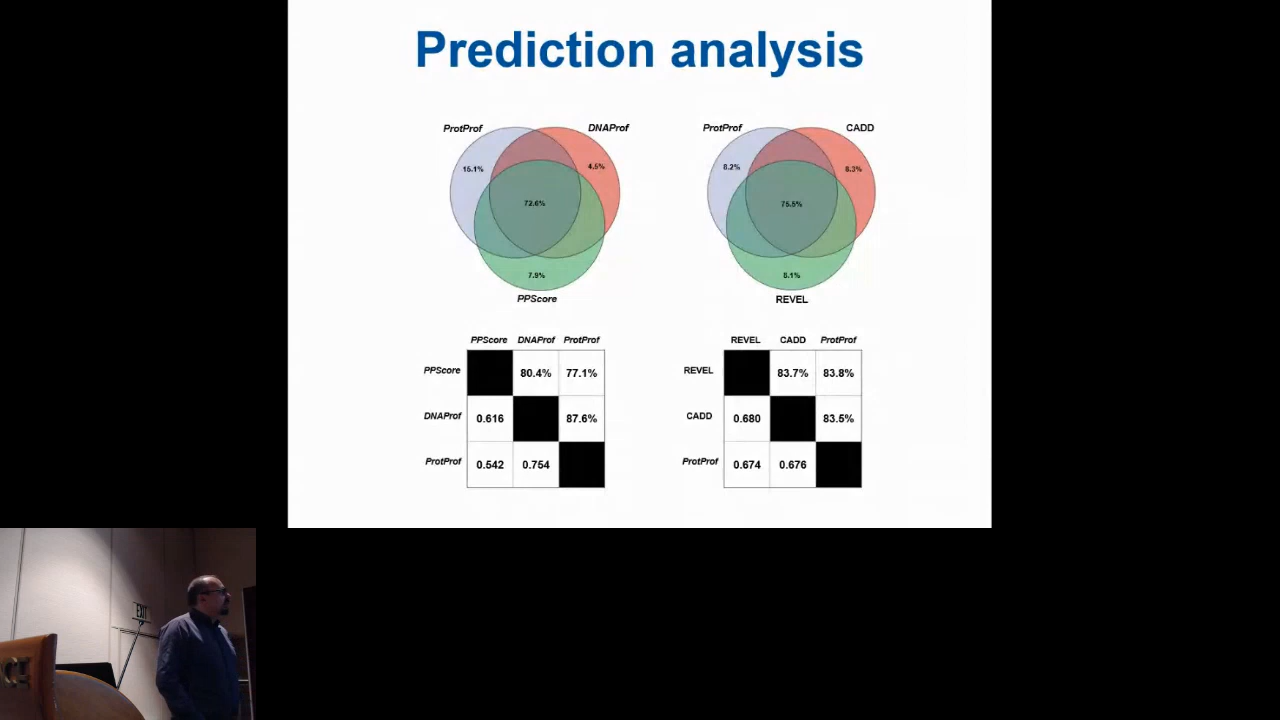 Prediction analysis
ProtProf DNAProf
15.1% 4.5%
72.6%
7.9%
PPScore
ProtProf CADD
8.2% 8.3%
75.5%
8.1%
REVEL
PPScore DNAProf ProtProf
PPScore 80.4% 77.1%
DNAProf 0.616 87.6%
ProtProf 0.542 0.754
REVEL CADD ProtProf
REVEL 83.7% 83.8%
CADD 0.680 83.5%
ProtProf 0.674 0.676
EXIT